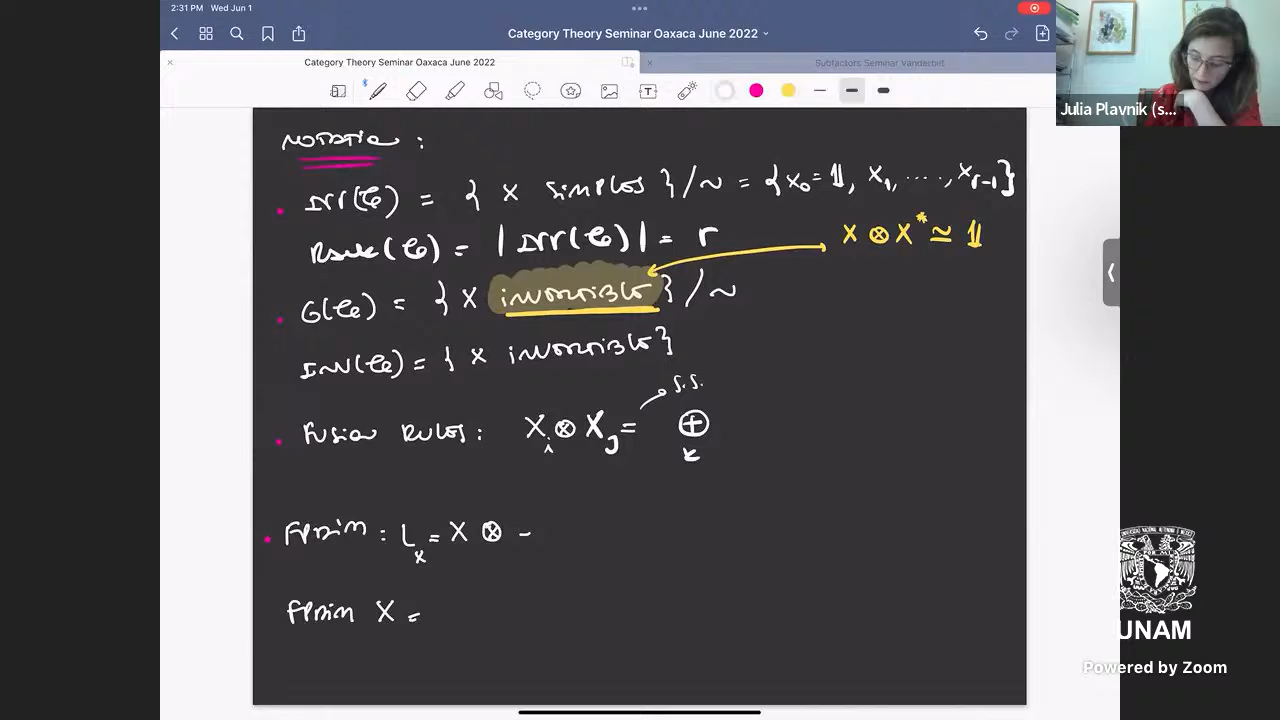 2:31 PM Wed Jun 1
Category Theory Seminar Oaxaca June 2022
Category Theory Seminar Oaxaca June 2022
Subfactors Seminar Vanderbilt
Julia Plavnik (s...
Notation :
• Irr(𝒞) = { X simples } / ~ = { X₀ = 𝟙, X₁, ..., Xᵣ₋₁ }
Rank(𝒞) = | Irr(𝒞) | = r
X ⊗ X* ≃ 𝟙
• G(𝒞) = { X invertible } / ~
Inv(𝒞) = { X invertible }
s.s.
• Fusion Rules : Xᵢ ⊗ Xⱼ = ⊕
• FPdim : Lₓ = X ⊗ -
FPdim X =
UNAM
Powered by Zoom